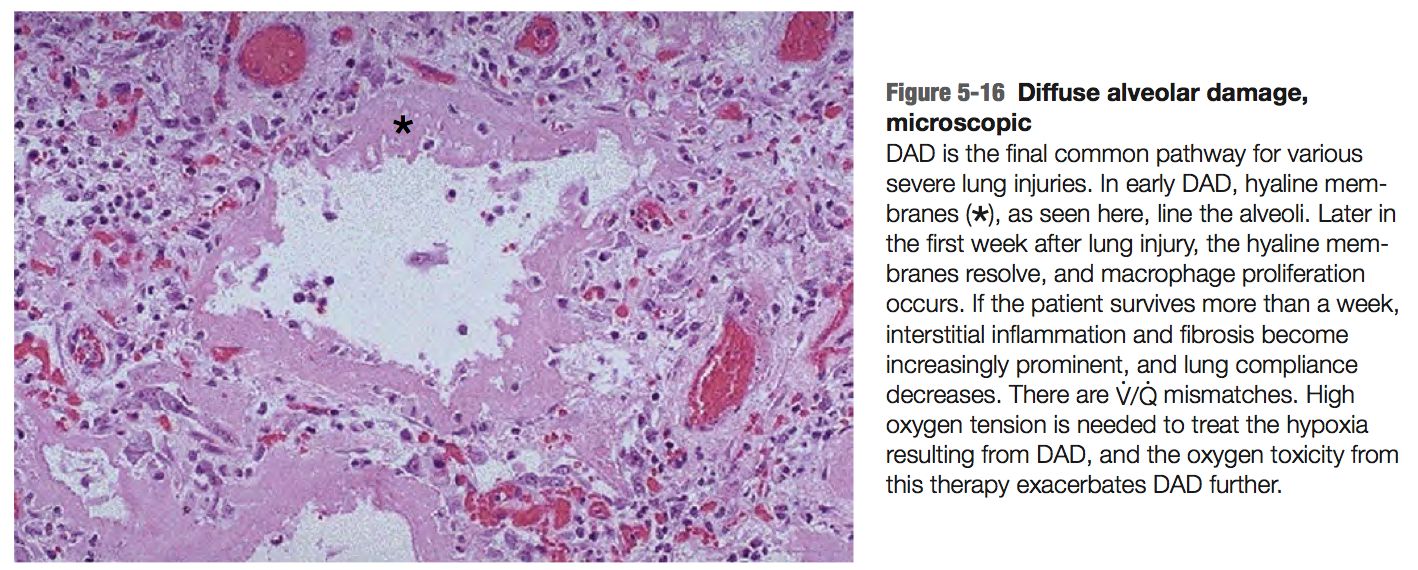 *
Figure 5-16 Diffuse alveolar damage,
microscopic
DAD is the final common pathway for various
severe lung injuries. In early DAD, hyaline mem-
branes (*), as seen here, line the alveoli. Later in
the first week after lung injury, the hyaline mem-
branes resolve, and macrophage proliferation
occurs. If the patient survives more than a week,
interstitial inflammation and fibrosis become
increasingly prominent, and lung compliance
decreases. There are V̇/Q̇ mismatches. High
oxygen tension is needed to treat the hypoxia
resulting from DAD, and the oxygen toxicity from
this therapy exacerbates DAD further.